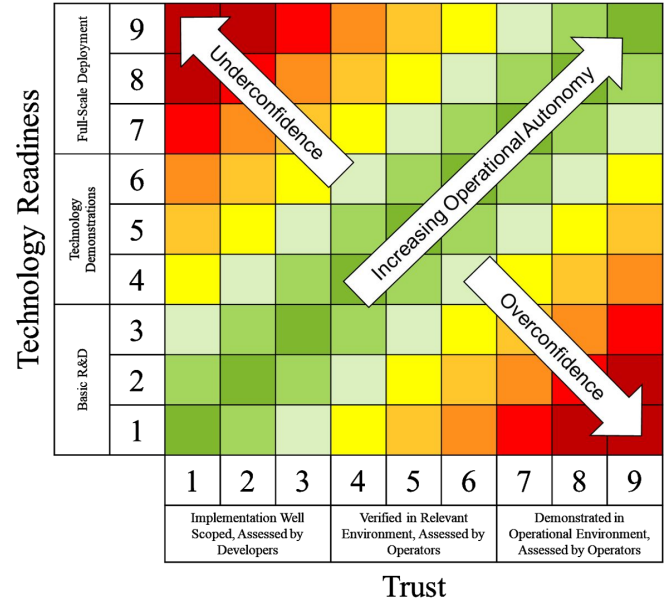 Technology Readiness
Full-Scale Deployment
Technology
Demonstrations
Basic R&D
9
8
7
6
5
4
3
2
1
Underconfidence
Increasing Operational Autonomy
Overconfidence
1 2 3 4 5 6 7 8 9
Implementation Well
Scoped, Assessed by
Developers
Verified in Relevant
Environment, Assessed by
Operators
Demonstrated in
Operational Environment,
Assessed by Operators
Trust